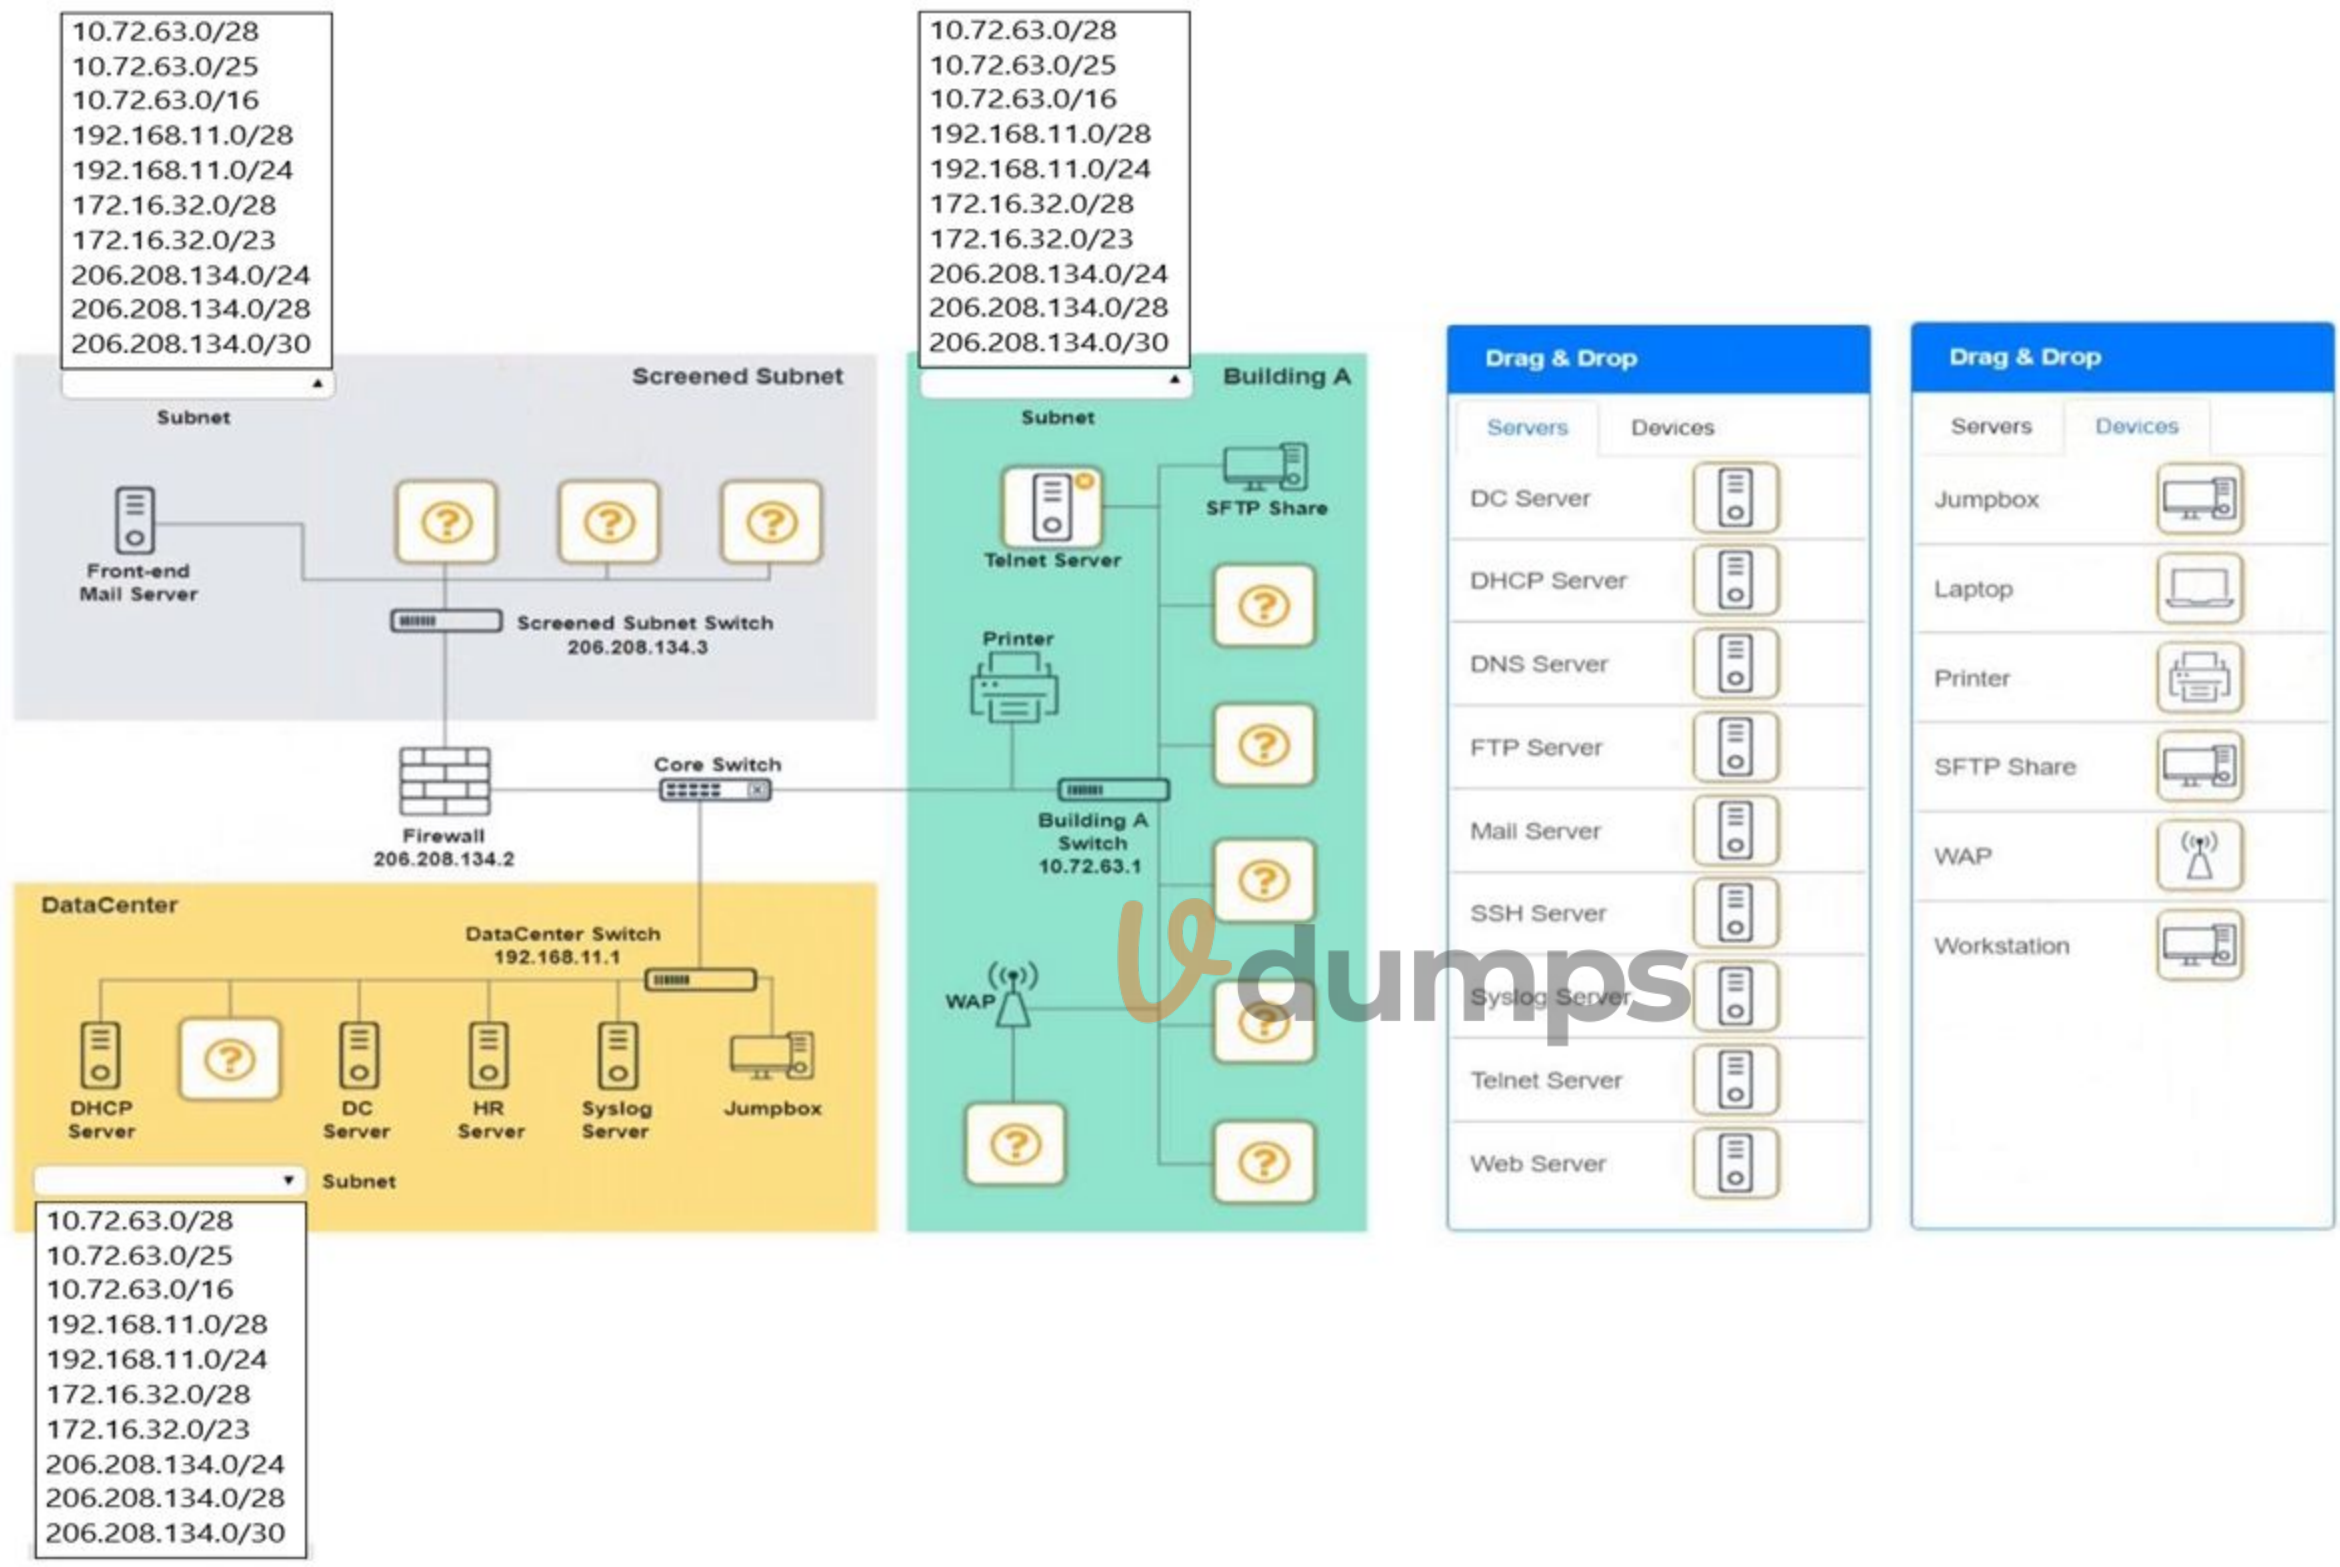 10.72.63.0/28
10.72.63.0/25
10.72.63.0/16
192.168.11.0/28
192.168.11.0/24
172.16.32.0/28
172.16.32.0/23
206.208.134.0/24
206.208.134.0/28
206.208.134.0/30
Screened Subnet
Subnet
Front-end
Mail Server
?
?
?
Screened Subnet Switch
206.208.134.3
Firewall
206.208.134.2
Core Switch
10.72.63.0/28
10.72.63.0/25
10.72.63.0/16
192.168.11.0/28
192.168.11.0/24
172.16.32.0/28
172.16.32.0/23
206.208.134.0/24
206.208.134.0/28
206.208.134.0/30
Building A
Subnet
Telnet Server
SFTP Share
?
Printer
?
Building A
Switch
10.72.63.1
?
WAP
?
?
?
DataCenter
DataCenter Switch
192.168.11.1
DHCP
Server
?
DC
Server
HR
Server
Syslog
Server
Jumpbox
Subnet
10.72.63.0/28
10.72.63.0/25
10.72.63.0/16
192.168.11.0/28
192.168.11.0/24
172.16.32.0/28
172.16.32.0/23
206.208.134.0/24
206.208.134.0/28
206.208.134.0/30
Drag & Drop
Servers Devices
DC Server
DHCP Server
DNS Server
FTP Server
Mail Server
SSH Server
Syslog Server
Telnet Server
Web Server
Drag & Drop
Servers Devices
Jumpbox
Laptop
Printer
SFTP Share
WAP
Workstation
Vdumps